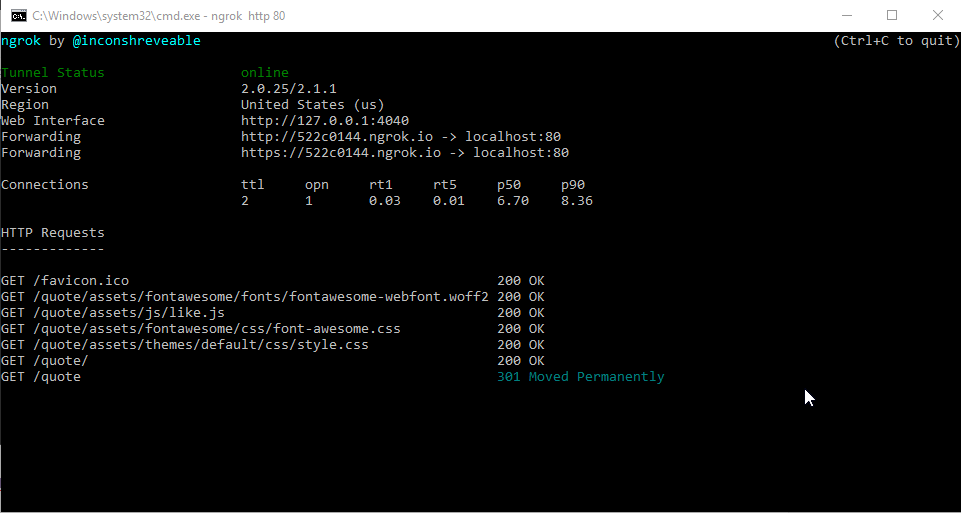 C:\Windows\system32\cmd.exe - ngrok  http 80
ngrok by @inconshreveable (Ctrl+C to quit)
Tunnel Status online
Version 2.0.25/2.1.1
Region United States (us)
Web Interface http://127.0.0.1:4040
Forwarding http://522c0144.ngrok.io -> localhost:80
Forwarding https://522c0144.ngrok.io -> localhost:80
Connections ttl opn rt1 rt5 p50 p90
2 1 0.03 0.01 6.70 8.36
HTTP Requests
-------------
GET /favicon.ico 200 OK
GET /quote/assets/fontawesome/fonts/fontawesome-webfont.woff2 200 OK
GET /quote/assets/js/like.js 200 OK
GET /quote/assets/fontawesome/css/font-awesome.css 200 OK
GET /quote/assets/themes/default/css/style.css 200 OK
GET /quote/ 200 OK
GET /quote 301 Moved Permanently